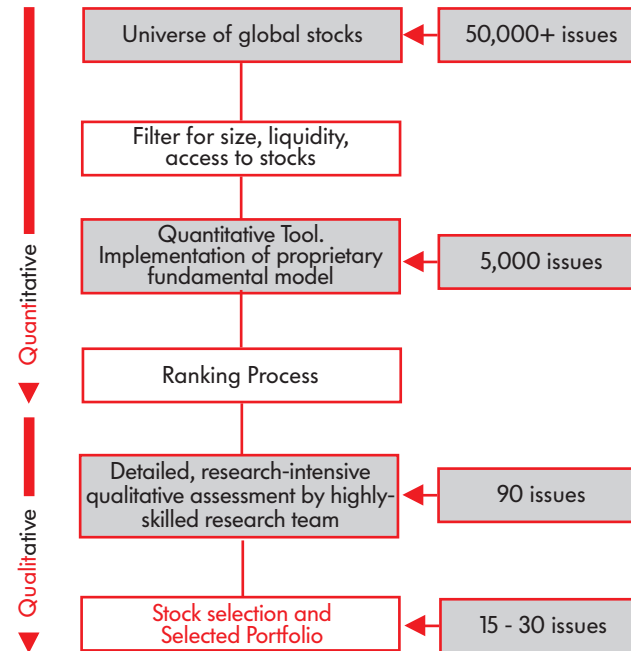 Universe of global stocks
50,000+ issues
Filter for size, liquidity,
access to stocks
Quantitative Tool.
Implementation of proprietary
fundamental model
5,000 issues
Quantitative
Ranking Process
Detailed, research-intensive
qualitative assessment by highly-
skilled research team
90 issues
Qualitative
Stock selection and
Selected Portfolio
15 - 30 issues